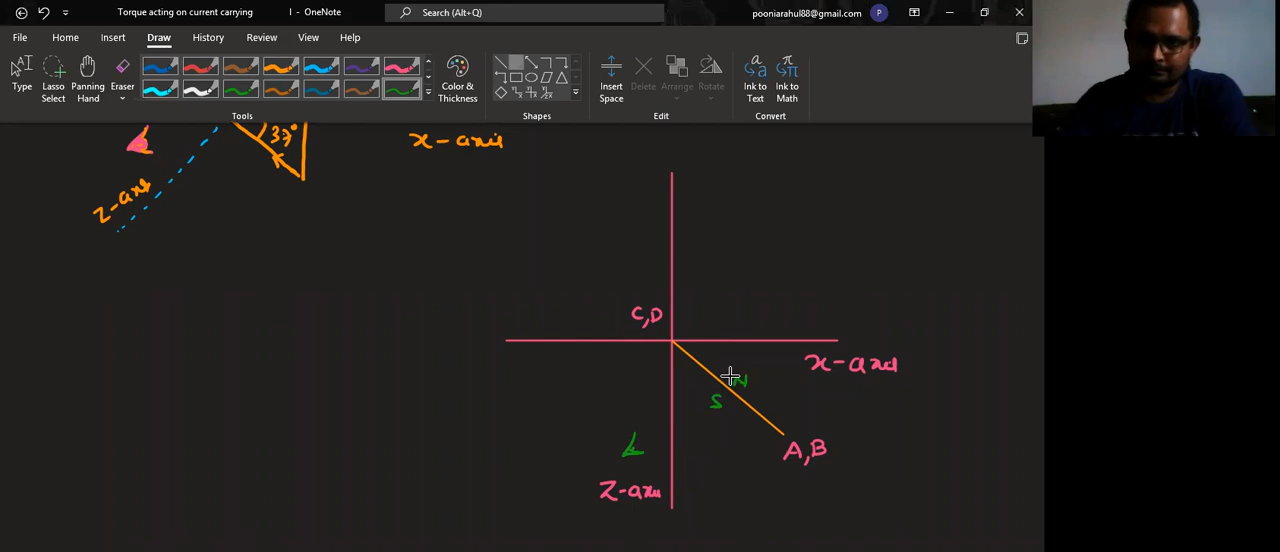 Torque acting on current carrying l - OneNote
Search (Alt+Q)
pooniarahul88@gmail.com
P
File Home Insert Draw History Review View Help
Type
Lasso Select
Panning Hand
Eraser
Color & Thickness
Insert Space
Delete
Arrange
Rotate
Ink to Text
Ink to Math
Tools
Shapes
Edit
Convert
37°
x-axis
z-axis
C,D
x-axis
N
S
A,B
Z-axis